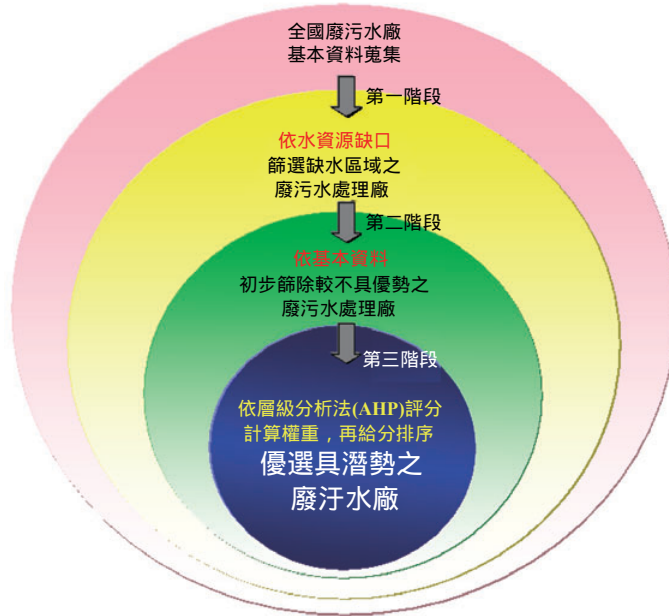 全國廢污水廠
基本資料蒐集
第一階段
依水資源缺口
篩選缺水區域之
廢污水處理廠
第二階段
依基本資料
初步篩除較不具優勢之
廢污水處理廠
第三階段
依層級分析法(AHP)評分
計算權重，再給分排序
優選具潛勢之
廢汙水廠